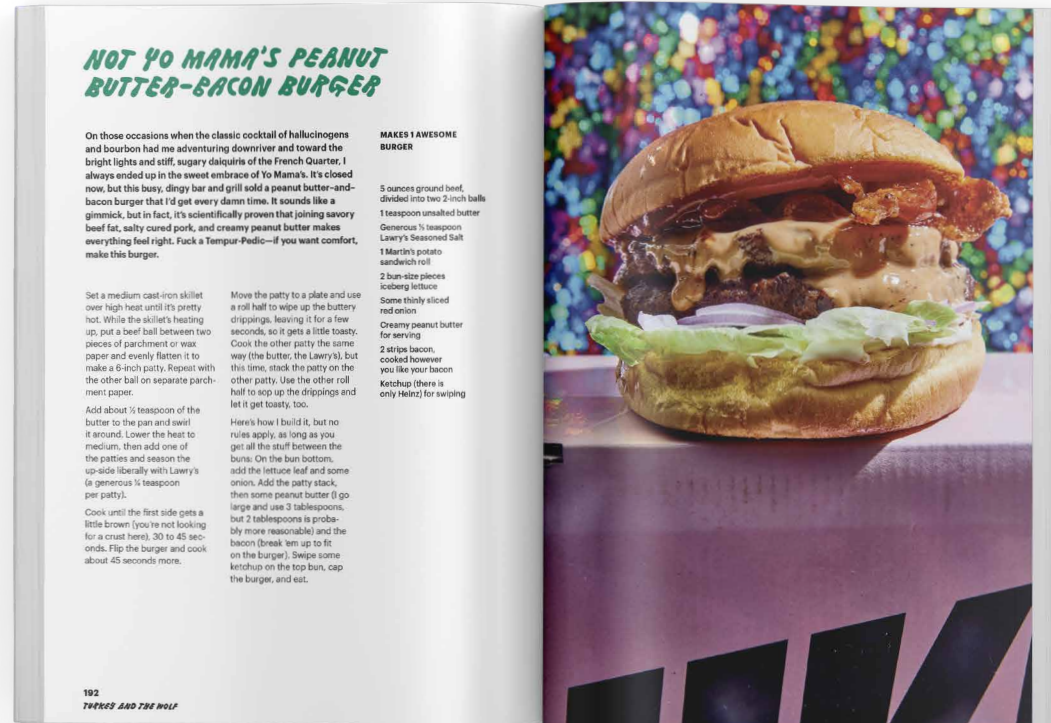 NOT YO MAMA'S PEANUT
BUTTER-BACON BURGER
On those occasions when the classic cocktail of hallucinogens
and bourbon had me adventuring downriver and toward the
bright lights and stiff, sugary daiquiris of the French Quarter, I
always ended up in the sweet embrace of Yo Mama's. It's closed
now, but this busy, dingy bar and grill sold a peanut butter–and–
bacon burger that I'd get every damn time. It sounds like a
gimmick, but in fact, it's scientifically proven that joining savory
beef fat, salty cured pork, and creamy peanut butter makes
everything feel right. Fuck a Tempur-Pedic—if you want comfort,
make this burger.
Set a medium cast-iron skillet
over high heat until it's pretty
hot. While the skillet's heating
up, put a beef ball between two
pieces of parchment or wax
paper and evenly flatten it to
make a 6-inch patty. Repeat with
the other ball on separate parch-
ment paper.
Add about ½ teaspoon of the
butter to the pan and swirl
it around. Lower the heat to
medium, then add one of
the patties and season the
up-side liberally with Lawry's
(a generous ¼ teaspoon
per patty).
Cook until the first side gets a
little brown (you're not looking
for a crust here), 30 to 45 sec-
onds. Flip the burger and cook
about 45 seconds more.
Move the patty to a plate and use
a roll half to wipe up the buttery
drippings, leaving it for a few
seconds, so it gets a little toasty.
Cook the other patty the same
way (the butter, the Lawry's), but
this time, stack the patty on the
other patty. Use the other roll
half to sop up the drippings and
let it get toasty, too.
Here's how I build it, but no
rules apply, as long as you
get all the stuff between the
buns: On the bun bottom,
add the lettuce leaf and some
onion. Add the patty stack,
then some peanut butter (I go
large and use 3 tablespoons,
but 2 tablespoons is proba-
bly more reasonable) and the
bacon (break 'em up to fit
on the burger). Swipe some
ketchup on the top bun, cap
the burger, and eat.
MAKES 1 AWESOME
BURGER
5 ounces ground beef,
divided into two 2-inch balls
1 teaspoon unsalted butter
Generous ½ teaspoon
Lawry's Seasoned Salt
1 Martin's potato
sandwich roll
2 bun-size pieces
iceberg lettuce
Some thinly sliced
red onion
Creamy peanut butter
for serving
2 strips bacon,
cooked however
you like your bacon
Ketchup (there is
only Heinz) for swiping
192
TURKEY AND THE WOLF